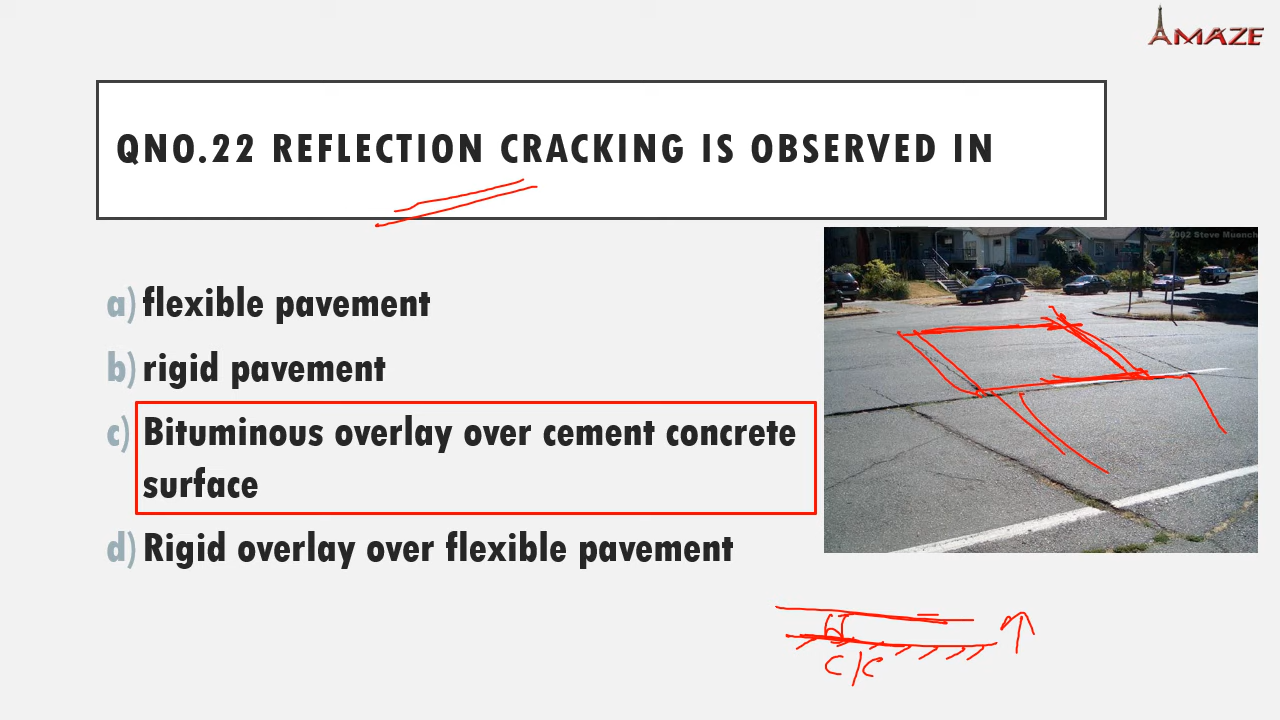 AMAZE
QNO.22 REFLECTION CRACKING IS OBSERVED IN
© 2002 Steve Muench
a) flexible pavement
b) rigid pavement
c) Bituminous overlay over cement concrete
surface
d) Rigid overlay over flexible pavement
C/C